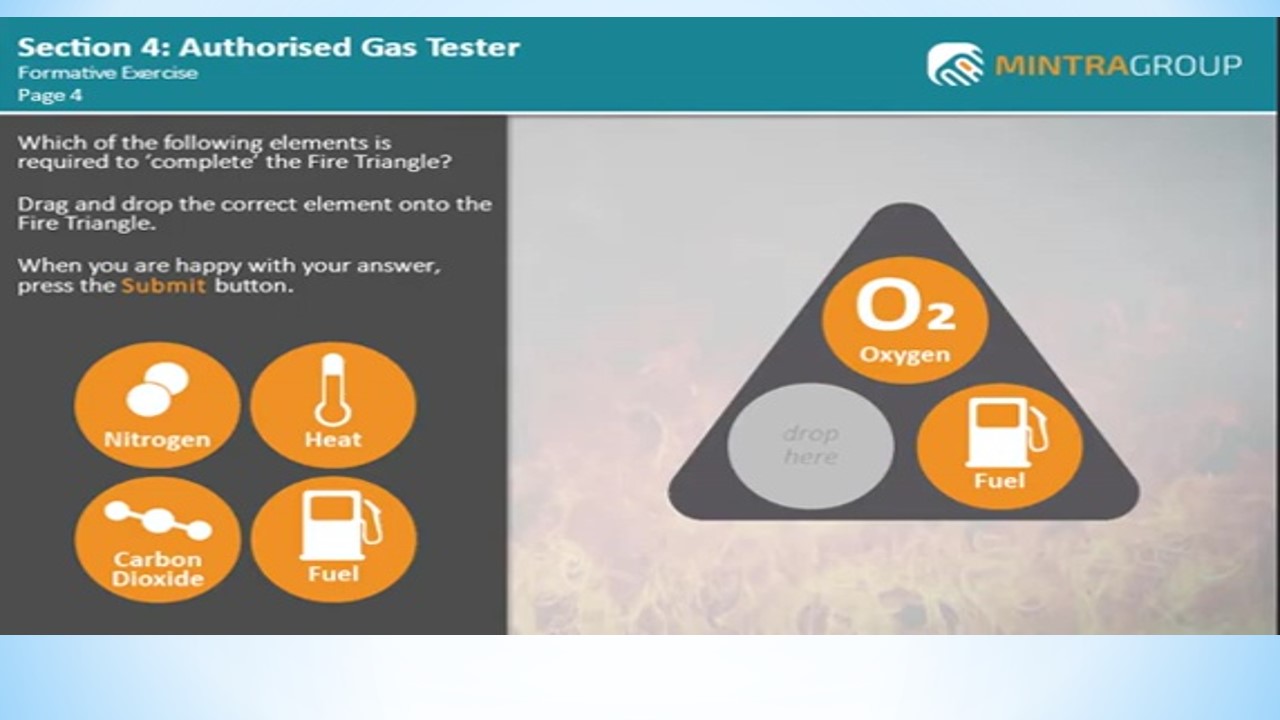 Section 4: Authorised Gas Tester
Formative Exercise
Page 4
MINTRAGROUP
Which of the following elements is
required to ‘complete’ the Fire Triangle?
Drag and drop the correct element onto the
Fire Triangle.
When you are happy with your answer,
press the Submit button.
Nitrogen
Heat
Carbon
Dioxide
Fuel
O₂
Oxygen
drop
here
Fuel